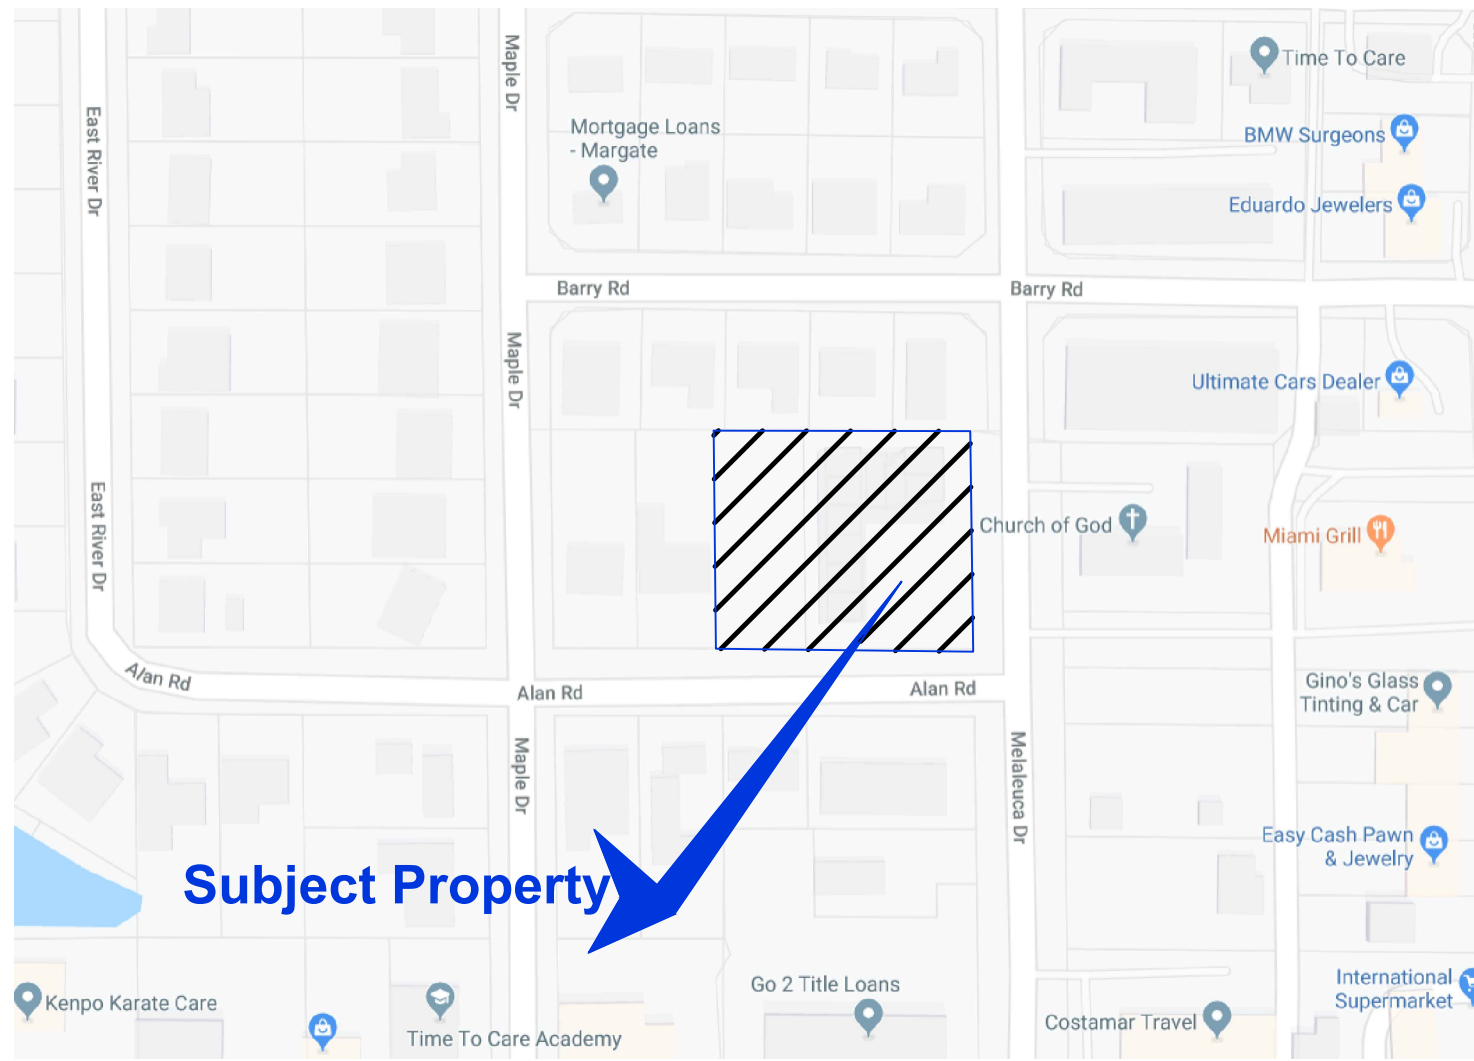 Maple Dr
Time To Care
East River Dr
Mortgage Loans
- Margate
BMW Surgeons
Eduardo Jewelers
Barry Rd
Barry Rd
Maple Dr
Ultimate Cars Dealer
East River Dr
Church of God
Miami Grill
Alan Rd
Alan Rd
Alan Rd
Gino's Glass
Tinting & Car
Maple Dr
Melaleuca Dr
Easy Cash Pawn
& Jewelry
Subject Property
Go 2 Title Loans
International
Supermarket
Kenpo Karate Care
Costamar Travel
Time To Care Academy